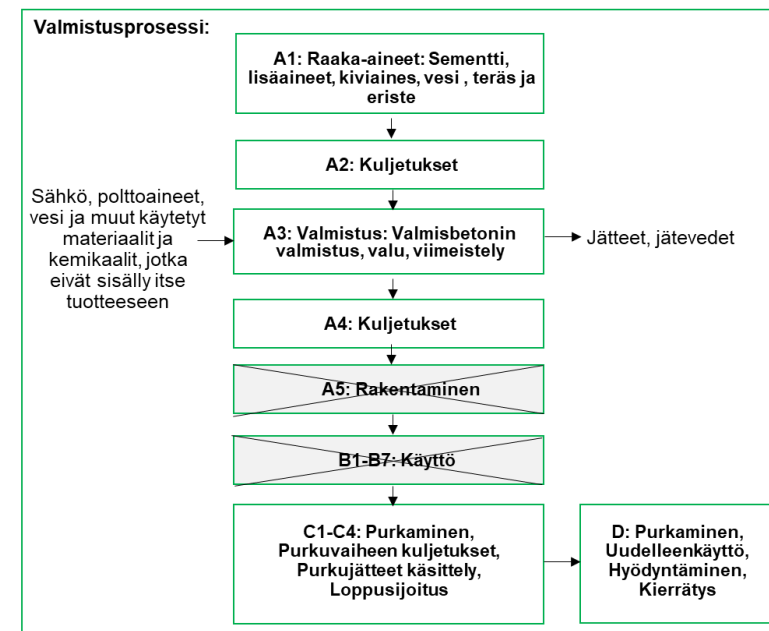 Valmistusprosessi:
A1: Raaka-aineet: Sementti,
lisäaineet, kiviaines, vesi , teräs ja
eriste
A2: Kuljetukset
Sähkö, polttoaineet,
vesi ja muut käytetyt
materiaalit ja
kemikaalit, jotka
eivät sisälly itse
tuotteeseen
A3: Valmistus: Valmisbetonin
valmistus, valu, viimeistely
Jätteet, jätevedet
A4: Kuljetukset
A5: Rakentaminen
B1-B7: Käyttö
C1-C4: Purkaminen,
Purkuvaiheen kuljetukset,
Purkujätteet käsittely,
Loppusijoitus
D: Purkaminen,
Uudelleenkäyttö,
Hyödyntäminen,
Kierrätys